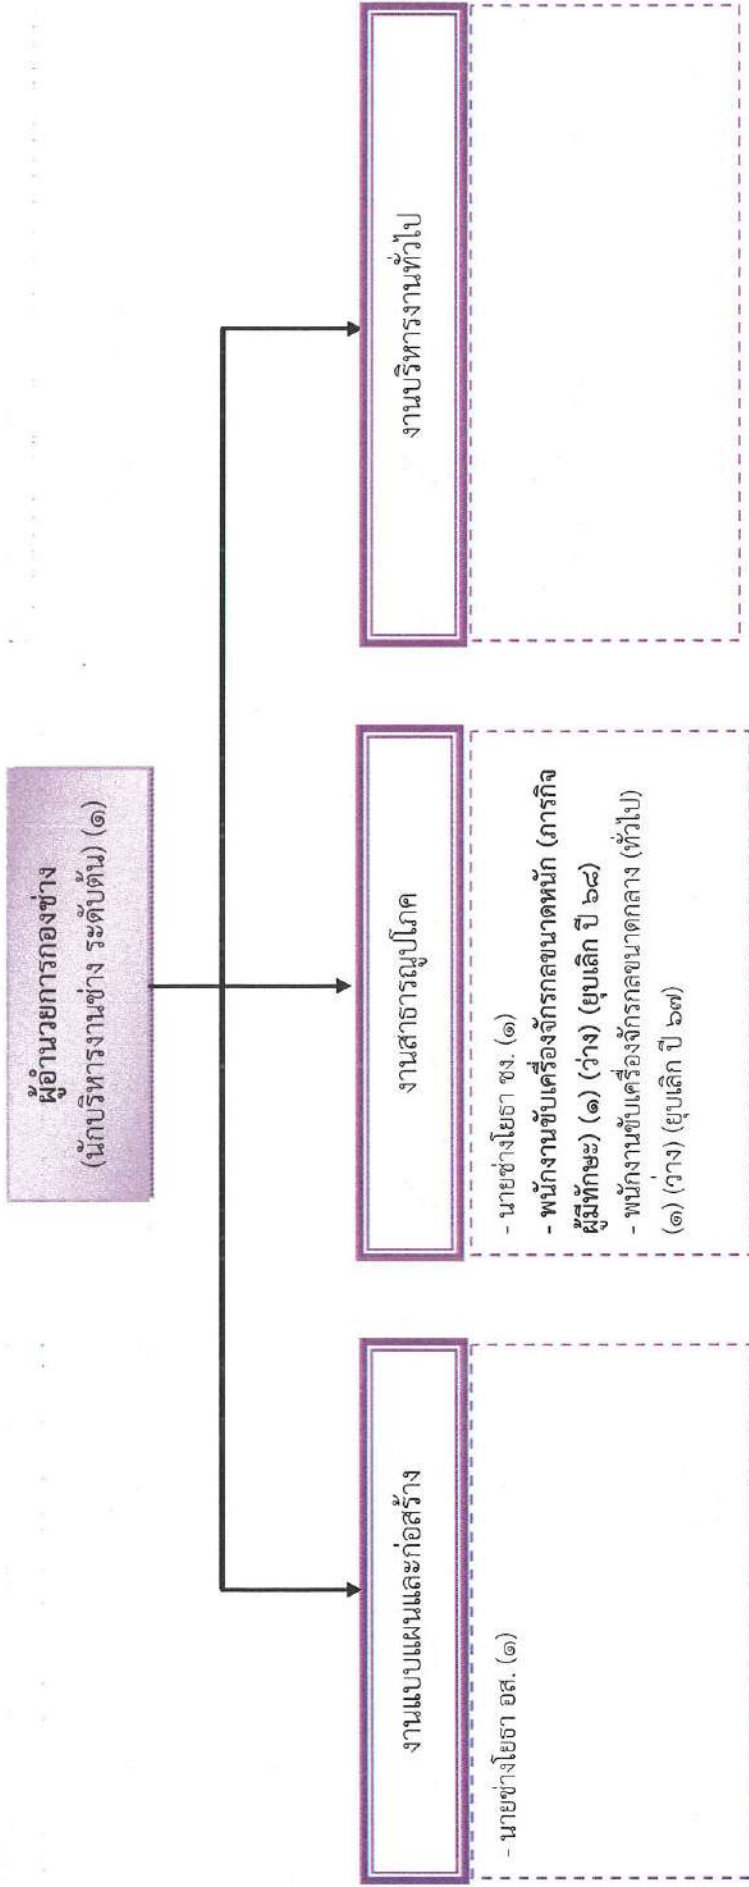 ผู้อำนวยการกองช่าง
(นักบริหารงานช่าง ระดับต้น) (๑)
งานแบบแผนและก่อสร้าง
- นายช่างโยธา อส. (๑)
งานสาธารณูปโภค
- นายช่างโยธา ชง. (๑)
- พนักงานขับเครื่องจักรกลขนาดหนัก (ภารกิจ
ผู้มีทักษะ) (๑) (ว่าง) (ยุบเลิก ปี ๖๘)
- พนักงานขับเครื่องจักรกลขนาดกลาง (ทั่วไป)
(๑) (ว่าง) (ยุบเลิก ปี ๖๗)
งานบริหารงานทั่วไป